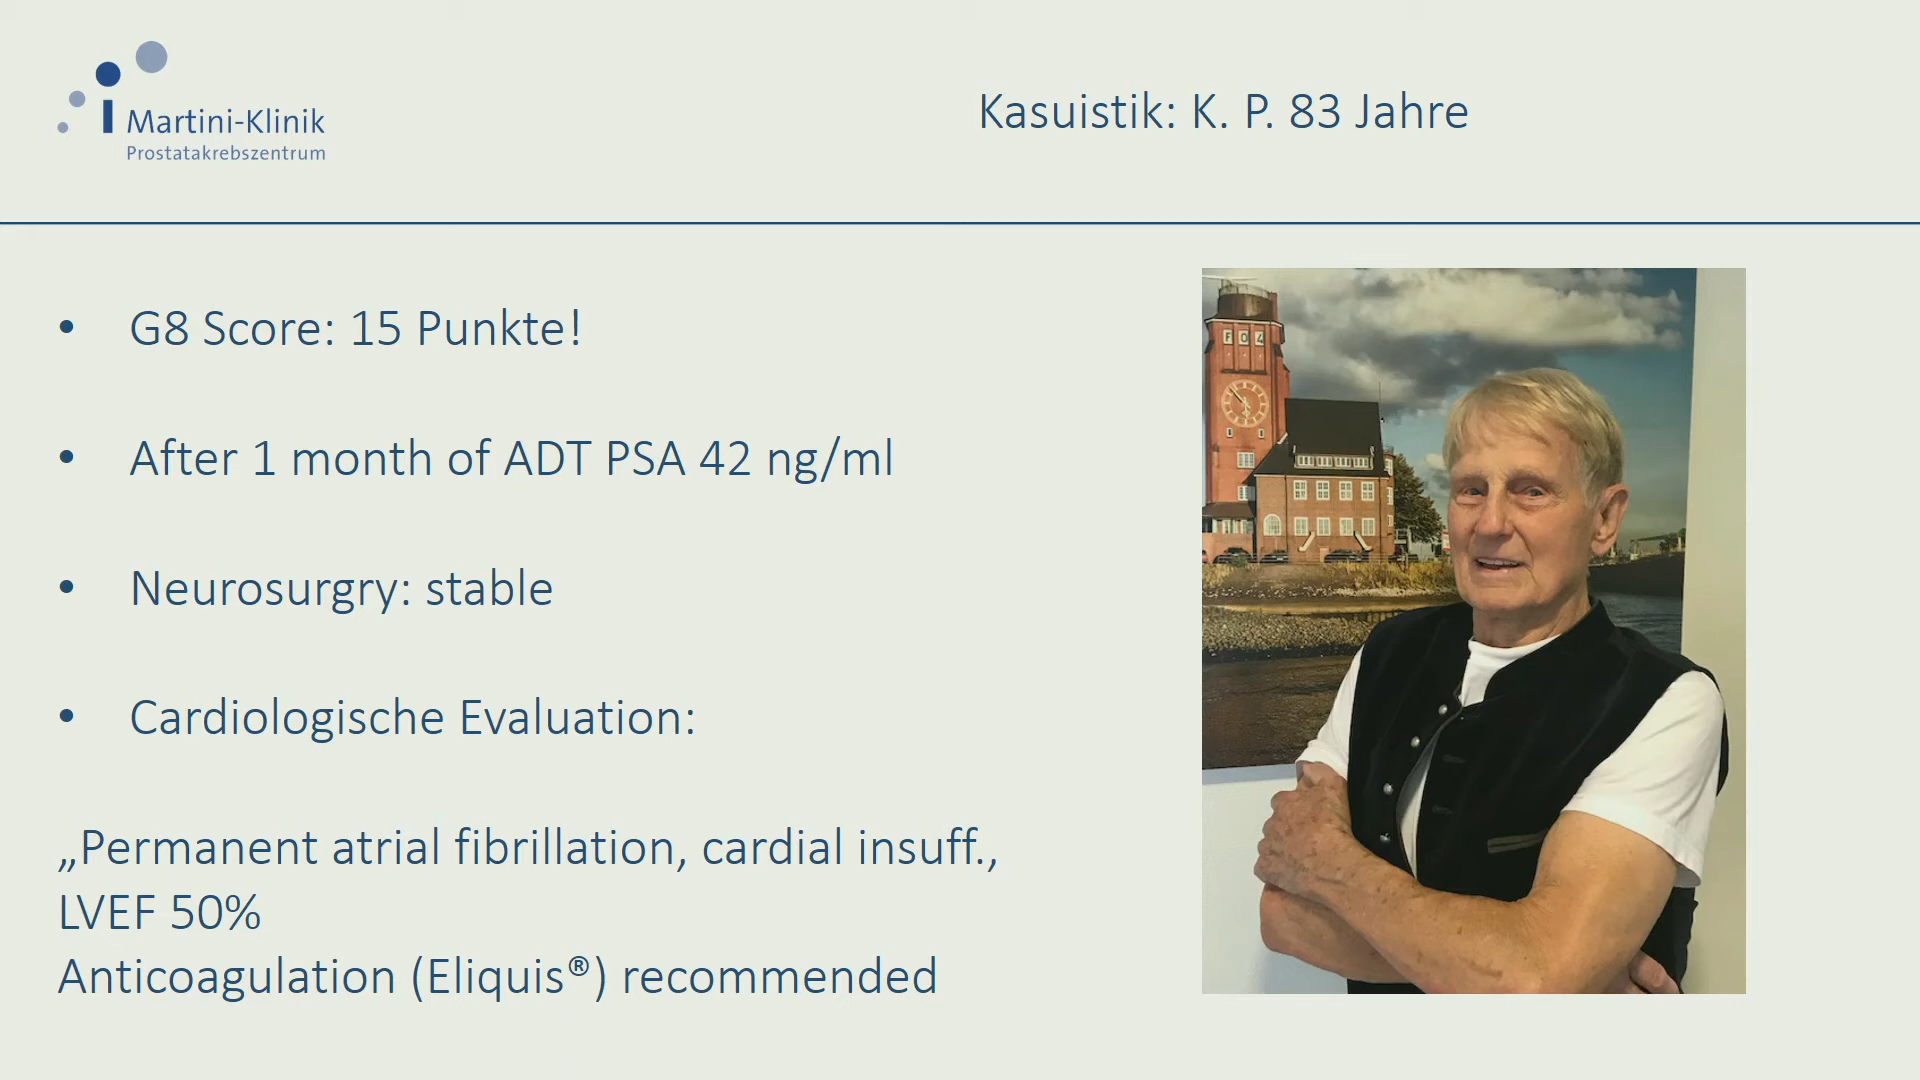 Martini-Klinik
Prostatakrebszentrum
Kasuistik: K. P. 83 Jahre
• G8 Score: 15 Punkte!
• After 1 month of ADT PSA 42 ng/ml
• Neurosurgry: stable
• Cardiologische Evaluation:
„Permanent atrial fibrillation, cardial insuff.,
LVEF 50%
Anticoagulation (Eliquis®) recommended
F04